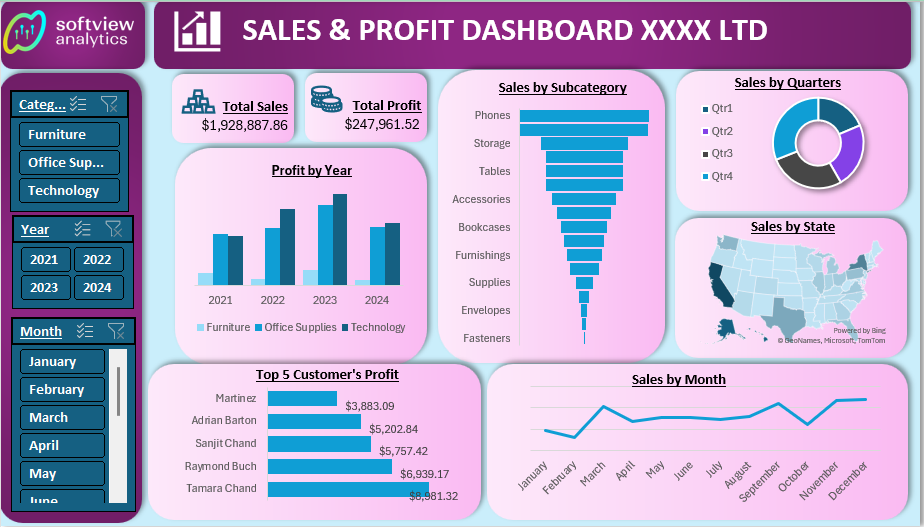 softview
analytics
SALES & PROFIT DASHBOARD XXXX LTD
Categ...
Furniture
Office Sup...
Technology
Year
2021 2022
2023 2024
Month
January
February
March
April
May
June
Total Sales
$1,928,887.86
Total Profit
$247,961.52
Profit by Year
2021 2022 2023 2024
Furniture Office Supplies Technology
Sales by Subcategory
Phones
Storage
Tables
Accessories
Bookcases
Furnishings
Supplies
Envelopes
Fasteners
Sales by Quarters
Qtr1
Qtr2
Qtr3
Qtr4
Sales by State
Powered by Bing
© GeoNames, Microsoft, TomTom
Top 5 Customer's Profit
Martinez $3,883.09
Adrian Barton $5,202.84
Sanjit Chand $5,757.42
Raymond Buch $6,939.17
Tamara Chand $8,981.32
Sales by Month
January February March April May June July August September October November December